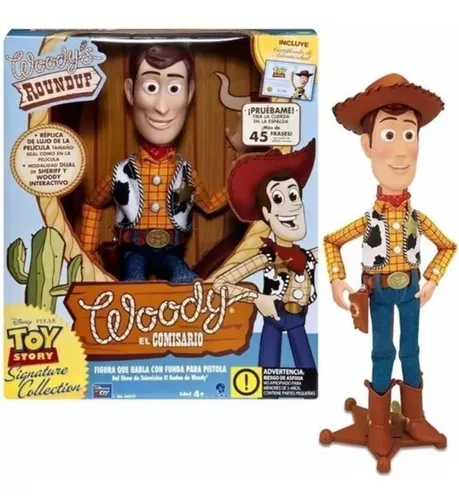 Woody's
ROUNDUP
INCLUYE
TOY
STORY
• RÉPLICA
DE LUJO DE LA
PELÍCULA TAMAÑO
REAL COMO EN LA
PELÍCULA
• MODALIDAD DUAL
DE SHERIFF Y
WOODY
INTERACTIVO
¡PRUÉBAME!
TIRA LA CUERDA
EN LA ESPALDA
¡Más de
45 FRASES!
Woody
EL COMISARIO
Disney · PIXAR
TOY
STORY
Signature
Collection
FIGURA QUE HABLA CON FUNDA PARA PISTOLA
Del Show de Televisión El Rodeo de Woody
Edad 4+
ADVERTENCIA:
RIESGO DE ASFIXIA
NO APROPIADO PARA
MENORES DE 3 AÑOS,
CONTIENE PARTES PEQUEÑAS